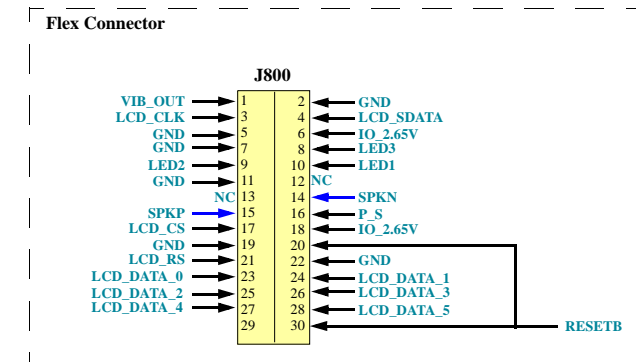 Flex Connector
J800
VIB_OUT 1 2 GND
LCD_CLK 3 4 LCD_SDATA
GND 5 6 IO_2.65V
GND 7 8 LED3
LED2 9 10 LED1
GND 11 12 NC
NC 13 14 SPKN
SPKP 15 16 P_S
LCD_CS 17 18 IO_2.65V
GND 19 20
LCD_RS 21 22 GND
LCD_DATA_0 23 24 LCD_DATA_1
LCD_DATA_2 25 26 LCD_DATA_3
LCD_DATA_4 27 28 LCD_DATA_5
29 30 RESETB